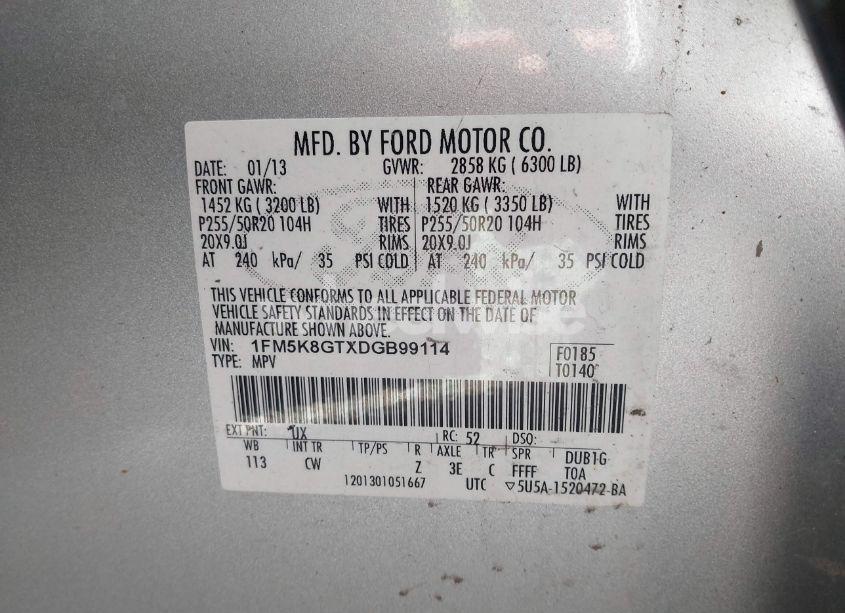 MFD. BY FORD MOTOR CO.
DATE: 01/13 GVWR: 2858 KG ( 6300 LB)
FRONT GAWR: REAR GAWR:
1452 KG ( 3200 LB) WITH 1520 KG ( 3350 LB) WITH
P255/50R20 104H TIRES P255/50R20 104H TIRES
20X9.0J RIMS 20X9.0J RIMS
AT 240 kPa/ 35 PSI COLD AT 240 kPa/ 35 PSI COLD
THIS VEHICLE CONFORMS TO ALL APPLICABLE FEDERAL MOTOR
VEHICLE SAFETY STANDARDS IN EFFECT ON THE DATE OF
MANUFACTURE SHOWN ABOVE.
VIN: 1FM5K8GTXDGB99114
TYPE: MPV
F0185
T0140
EXT PNT: UX RC: 52 DSO:
WB INT TR TP/PS R AXLE TR SPR DUB1G
113 CW Z 3E C FFFF TOA
1201301051667 UTC ▽5U5A-1520472-BA